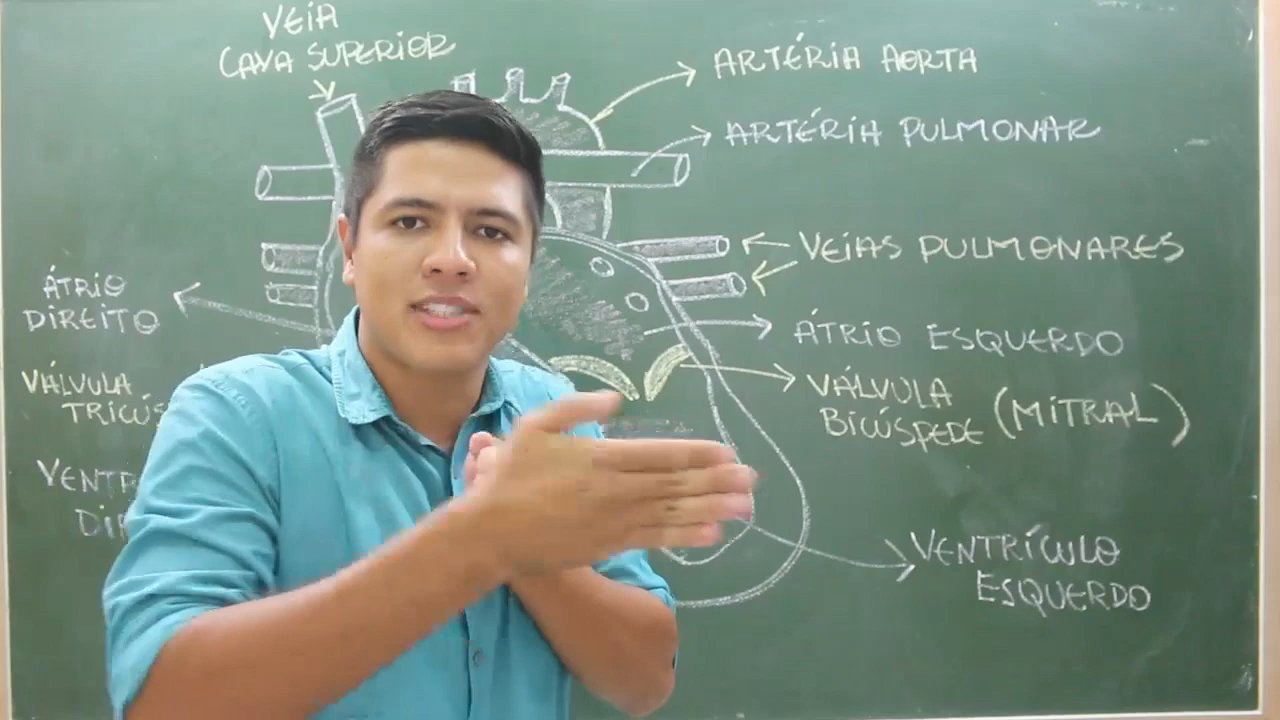 VEIA
CAVA SUPERIOR
ARTÉRIA AORTA
ARTÉRIA PULMONAR
VEIAS PULMONARES
ÁTRIO
DIREITO
ÁTRIO ESQUERDO
VÁLVULA
VÁLVULA
BICÚSPEDE (MITRAL)
VENTRÍCULO
ESQUERDO